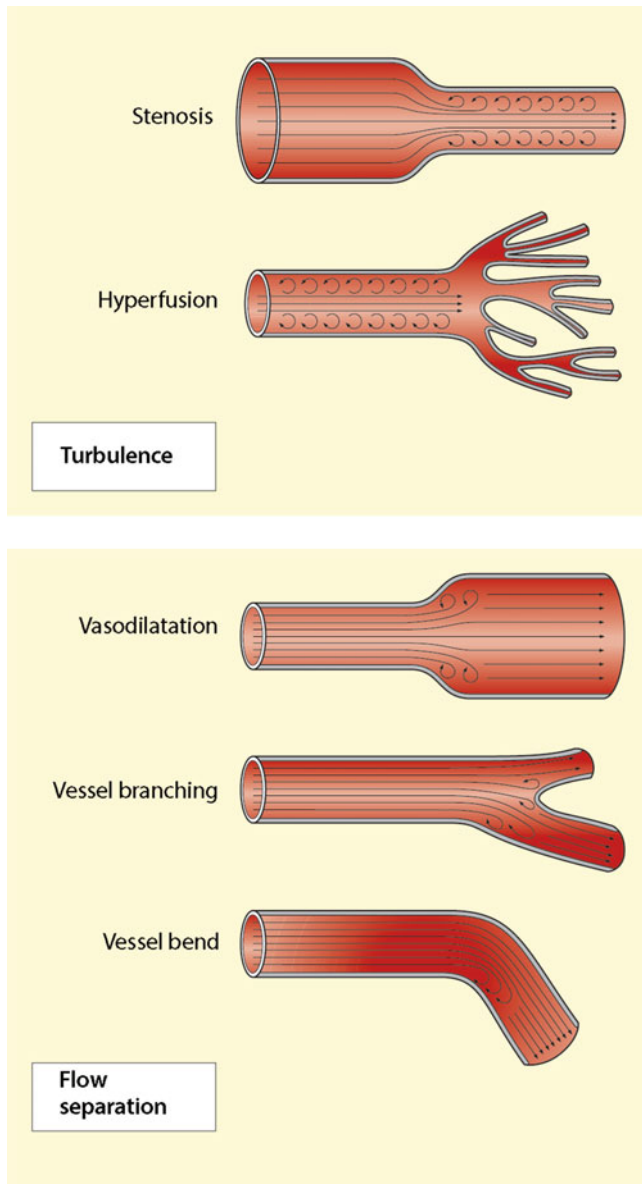 Stenosis
Hyperfusion
Turbulence
Vasodilatation
Vessel branching
Vessel bend
Flow
separation